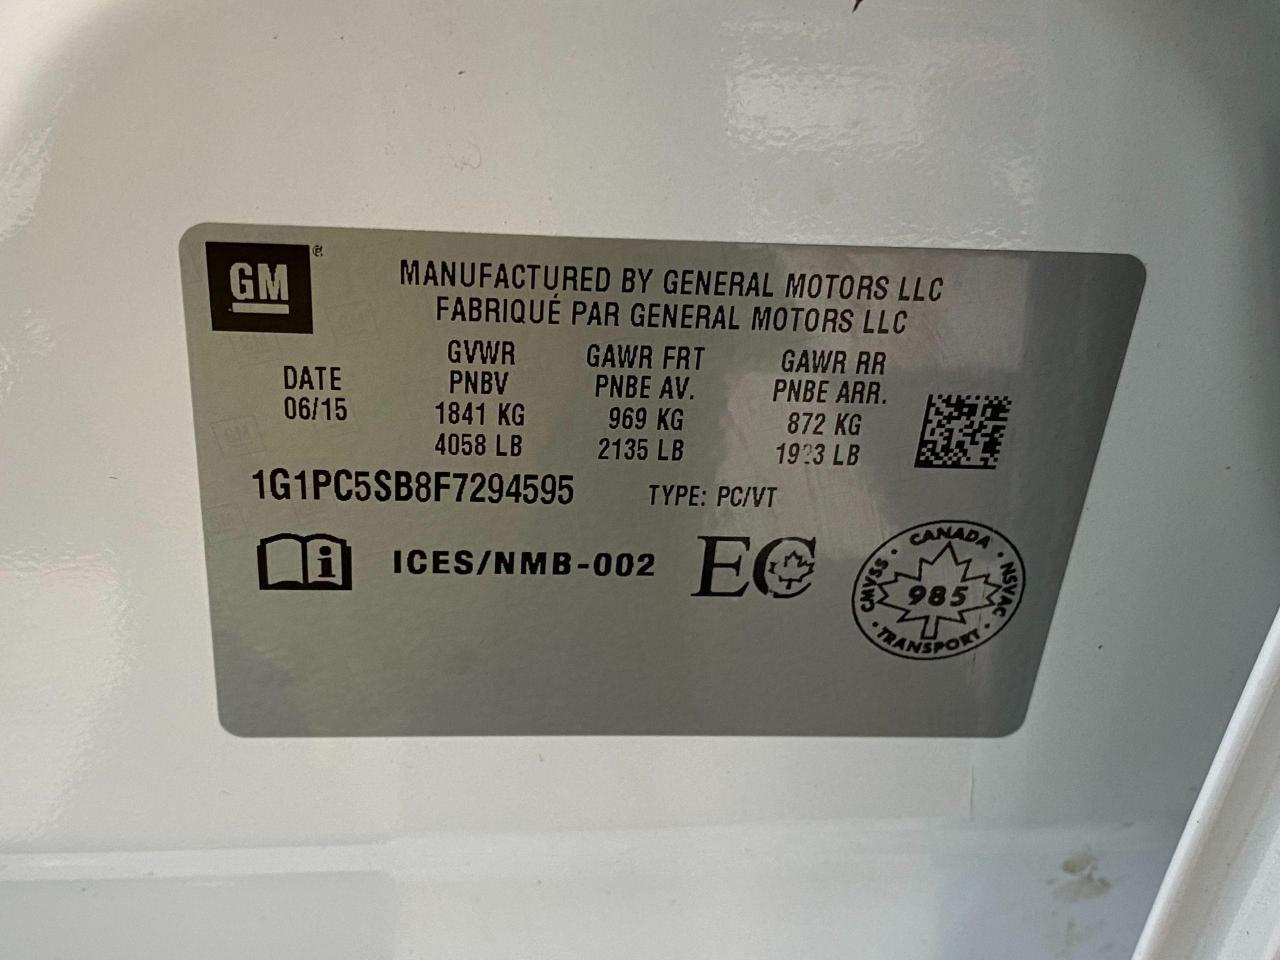 GM
MANUFACTURED BY GENERAL MOTORS LLC
FABRIQUÉ PAR GENERAL MOTORS LLC
DATE
06/15
GVWR
PNBV
1841 KG
4058 LB
GAWR FRT
PNBE AV.
969 KG
2135 LB
GAWR RR
PNBE ARR.
872 KG
LB
1G1PC5SB8F7294595
TYPE: PC/VT
i
ICES/NMB-002
EC
CANADA
CMVSS · NSVAC
985
TRANSPORT